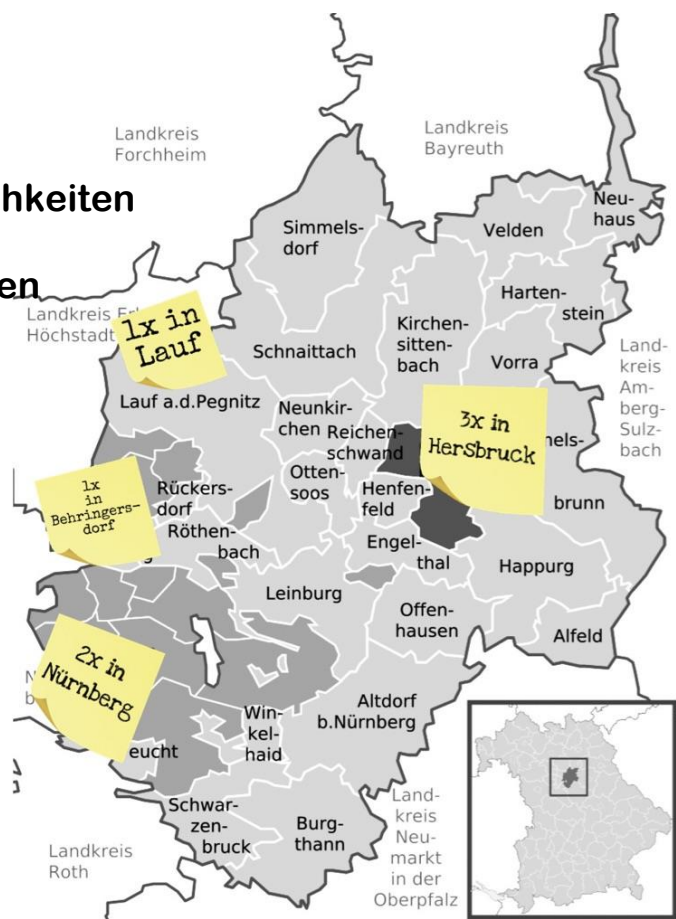 Landkreis
Forchheim
Landkreis
Bayreuth
hkeiten
en
Neu-
haus
Simmels-
dorf
Velden
Harten-
stein
Landkreis Er
Höchstadt
1x in
Lauf
Kirchen-
sitten-
bach
Schnaittach
Vorra
Land-
kreis
Am-
berg-
Sulz-
bach
Lauf a.d.Pegnitz
Neunkir-
chen
Reichen-
schwand
3x in
Hersbruck
nels-
brunn
Otten-
soos
Henfen-
feld
1x
in
Behringers-
dorf
g
Rückers-
dorf
Röthen-
bach
Engel-
thal
Happurg
Leinburg
Offen-
hausen
Alfeld
2x in
Nürnberg
N
b
Altdorf
b.Nürnberg
Win-
kel-
haid
eucht
Schwar-
zen-
bruck
Burg-
thann
Land-
kreis
Neu-
markt
in der
Oberpfalz
Landkreis
Roth